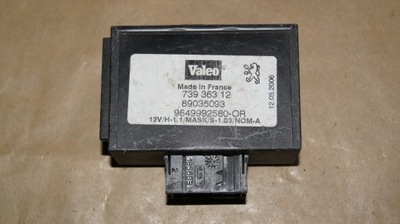 Valeo
Made in France
739 363 12
89035093
9649992580-OR
12V/H-1.1/MASK/S-1.03/NOM-A
12.05.2006